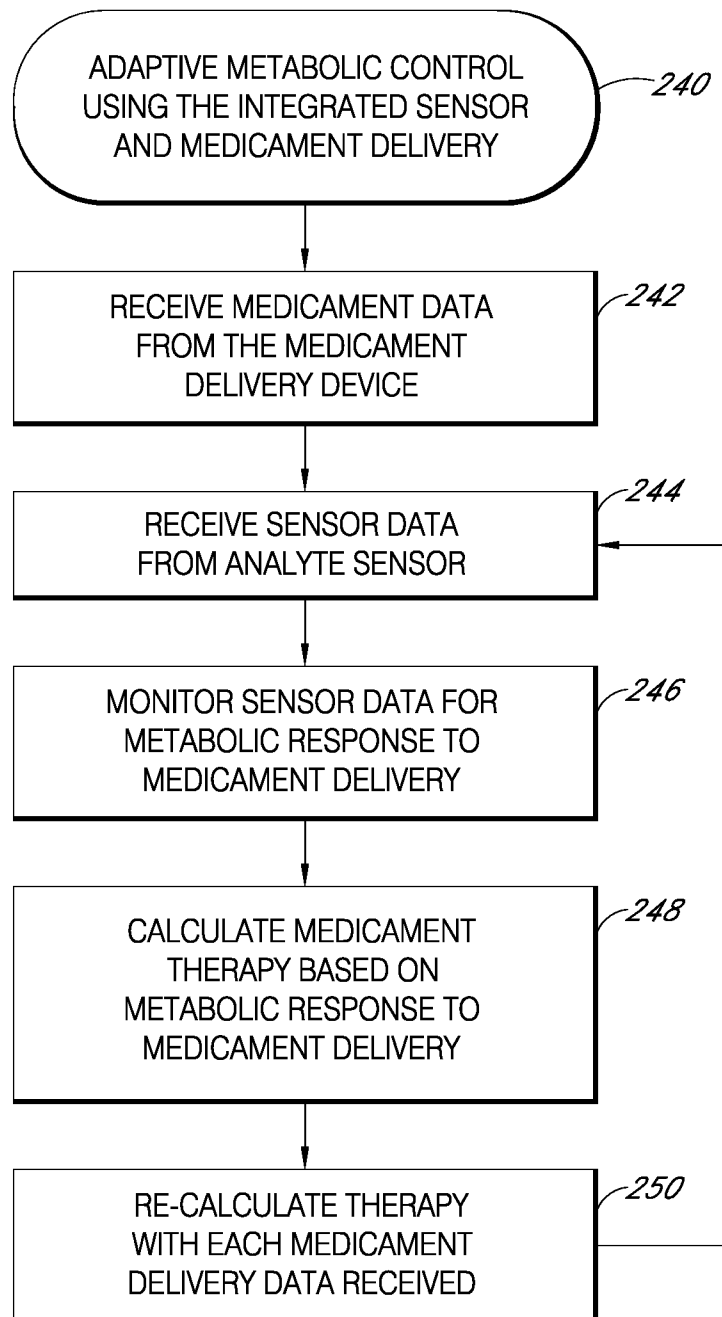 ADAPTIVE METABOLIC CONTROL
USING THE INTEGRATED SENSOR
AND MEDICAMENT DELIVERY
240
RECEIVE MEDICAMENT DATA
FROM THE MEDICAMENT
DELIVERY DEVICE
242
RECEIVE SENSOR DATA
FROM ANALYTE SENSOR
244
MONITOR SENSOR DATA FOR
METABOLIC RESPONSE TO
MEDICAMENT DELIVERY
246
CALCULATE MEDICAMENT
THERAPY BASED ON
METABOLIC RESPONSE TO
MEDICAMENT DELIVERY
248
RE-CALCULATE THERAPY
WITH EACH MEDICAMENT
DELIVERY DATA RECEIVED
250